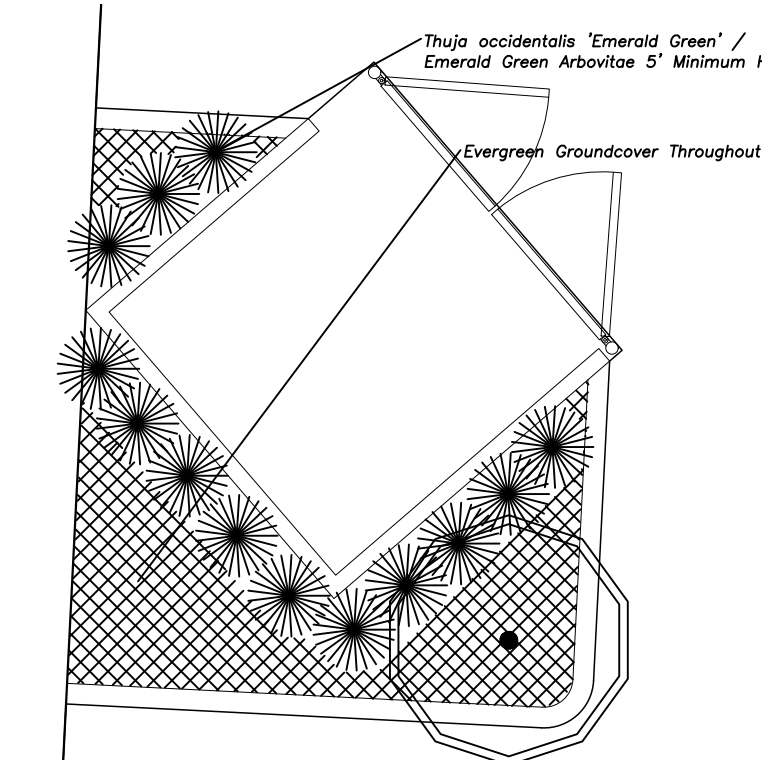 Thuja occidentalis 'Emerald Green' /
Emerald Green Arbovitae 5' Minimum
Evergreen Groundcover Throughout